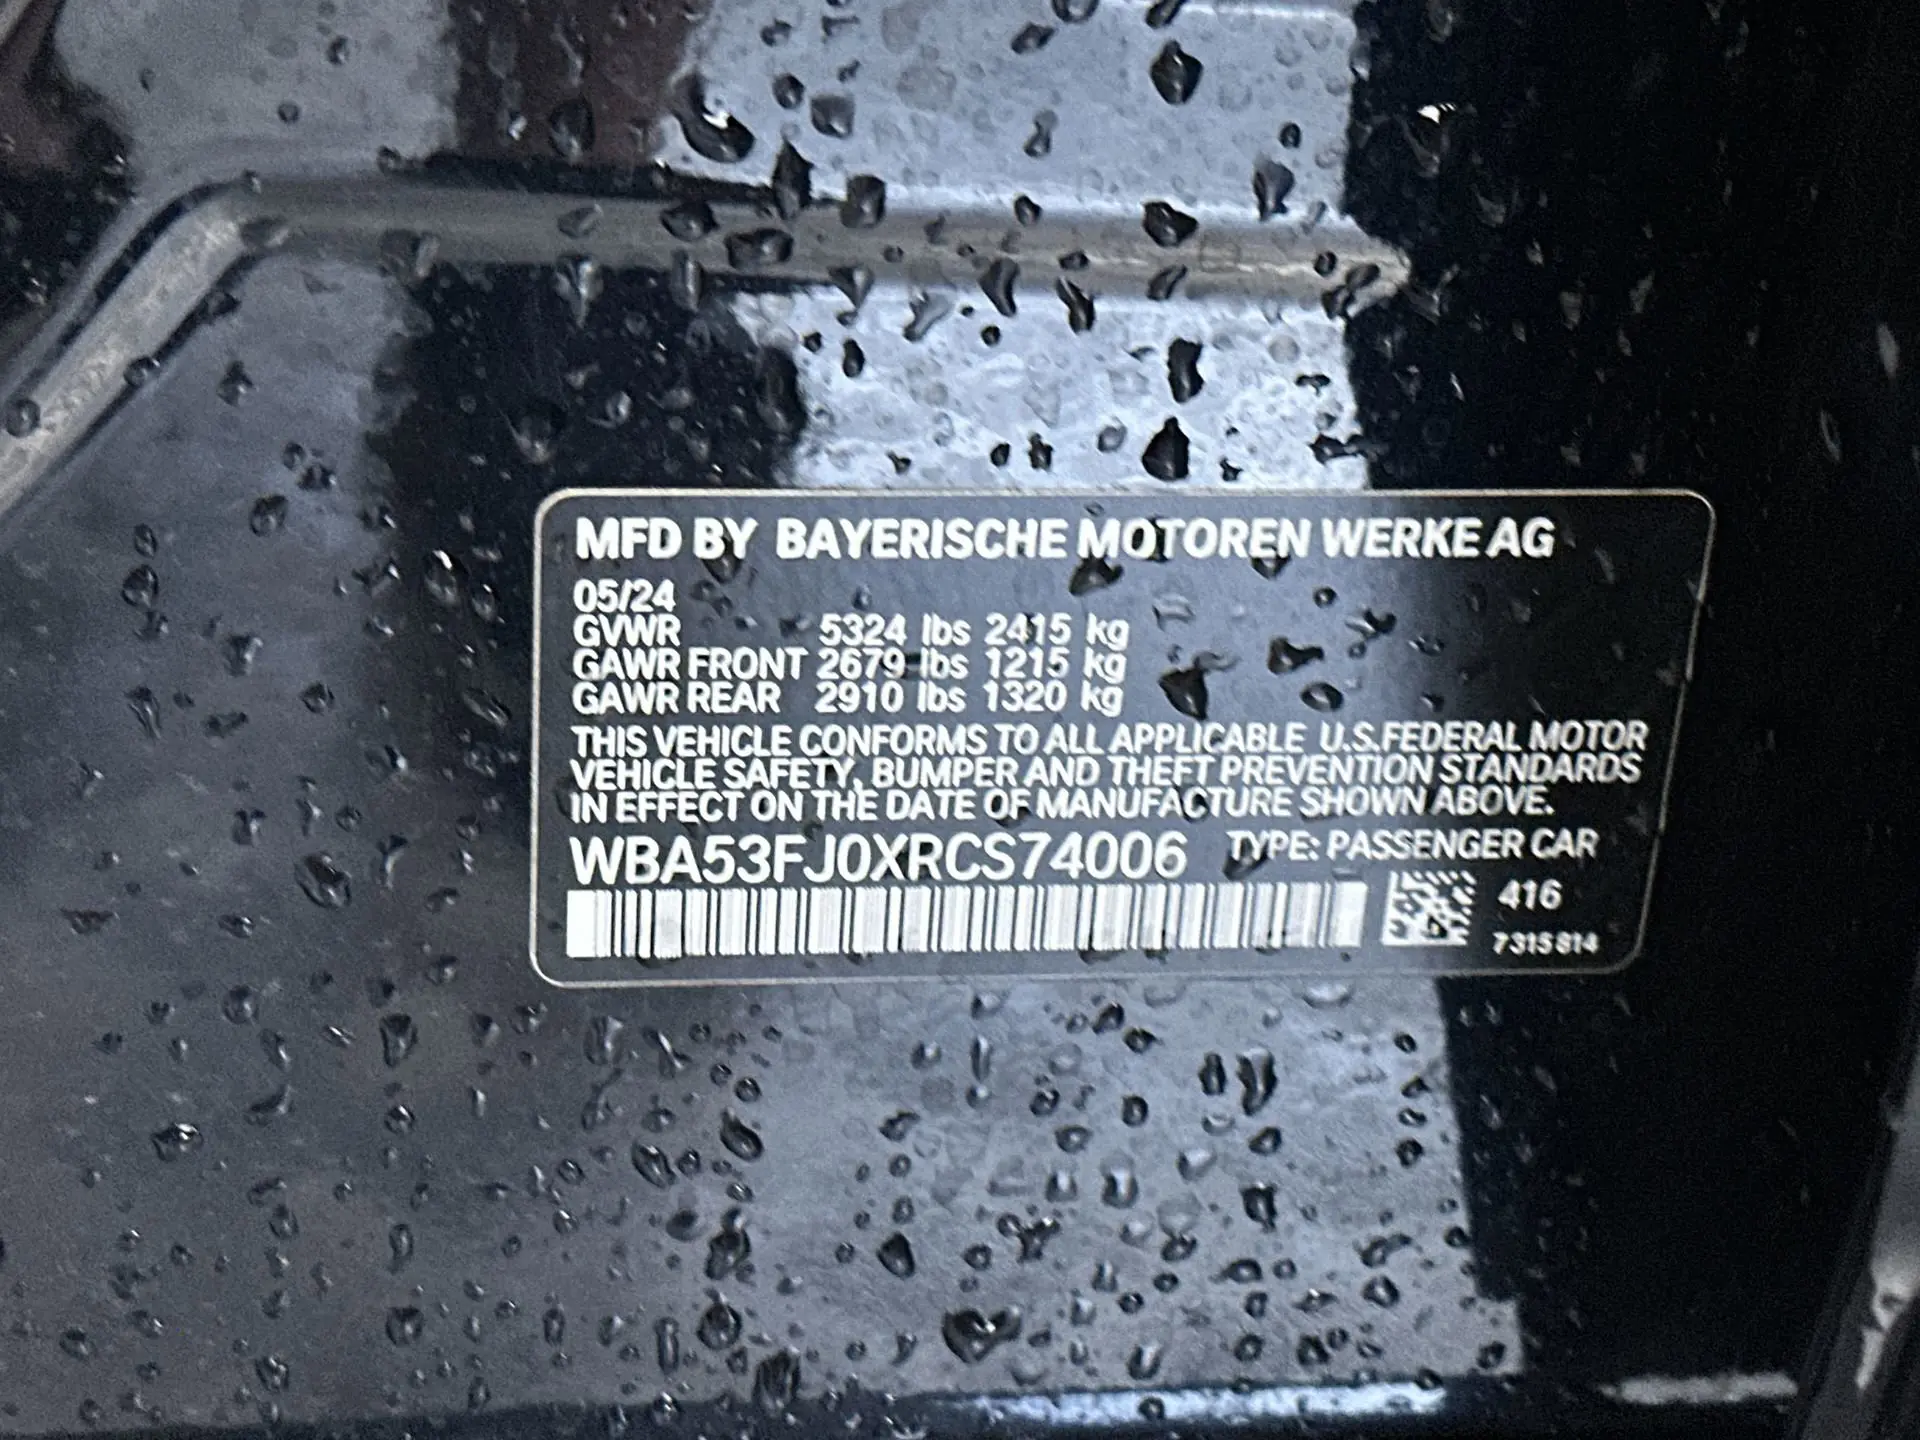 MFD BY BAYERISCHE MOTOREN WERKE AG
05/24
GVWR 5324 lbs 2415 kg
GAWR FRONT 2679 lbs 1215 kg
GAWR REAR 2910 lbs 1320 kg
THIS VEHICLE CONFORMS TO ALL APPLICABLE U.S.FEDERAL MOTOR
VEHICLE SAFETY, BUMPER AND THEFT PREVENTION STANDARDS
IN EFFECT ON THE DATE OF MANUFACTURE SHOWN ABOVE.
WBA53FJ0XRCS74006 TYPE: PASSENGER CAR
416
7315814